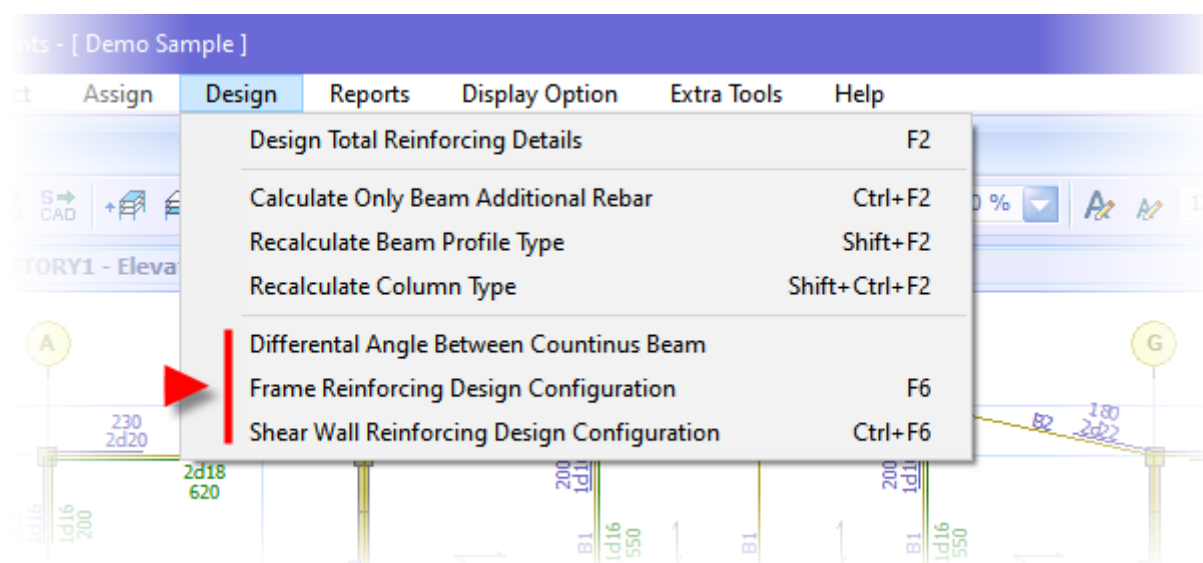 nts - [ Demo Sample ]
ct Assign Design Reports Display Option Extra Tools Help
Design Total Reinforcing Details F2
Calculate Only Beam Additional Rebar Ctrl+F2
Recalculate Beam Profile Type Shift+F2
Recalculate Column Type Shift+Ctrl+F2
Differental Angle Between Countinus Beam
Frame Reinforcing Design Configuration F6
Shear Wall Reinforcing Design Configuration Ctrl+F6
S
CAD
0 %
TORY1 - Eleva
A
G
230
2d20
2d18
620
1d16
1d16
200
200
B1
1d16
550
B1
200
B1
1d16
550
B2
180
2d22